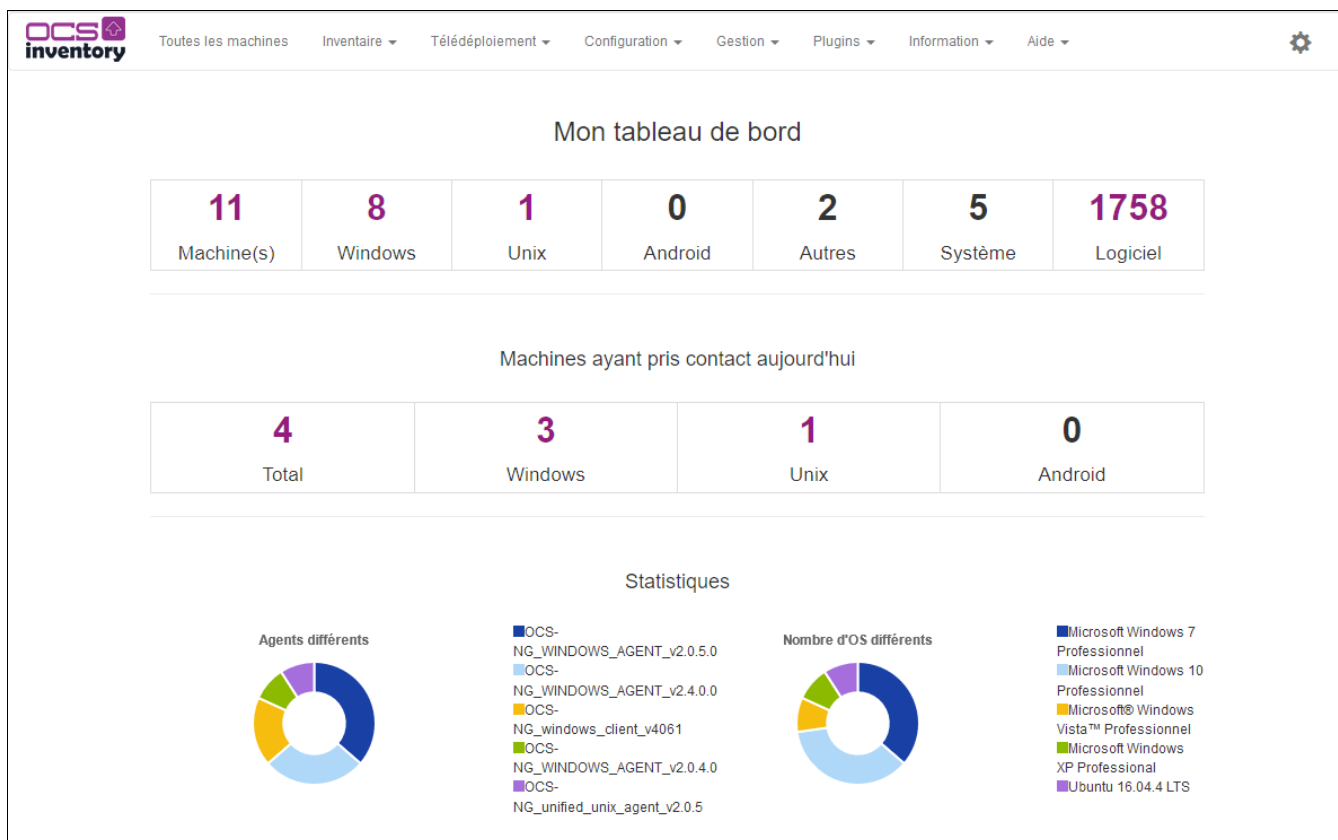 OCS
inventory
Toutes les machines Inventaire Télédéploiement Configuration Gestion Plugins Information Aide
Mon tableau de bord
11 8 1 0 2 5 1758
Machine(s) Windows Unix Android Autres Système Logiciel
Machines ayant pris contact aujourd'hui
4 3 1 0
Total Windows Unix Android
Statistiques
Agents différents
OCS-
NG_WINDOWS_AGENT_v2.0.5.0
OCS-
NG_WINDOWS_AGENT_v2.4.0.0
OCS-
NG_windows_client_v4061
OCS-
NG_WINDOWS_AGENT_v2.0.4.0
OCS-
NG_unified_unix_agent_v2.0.5
Nombre d'OS différents
Microsoft Windows 7
Professionnel
Microsoft Windows 10
Professionnel
Microsoft® Windows
Vista™ Professionnel
Microsoft Windows
XP Professional
Ubuntu 16.04.4 LTS